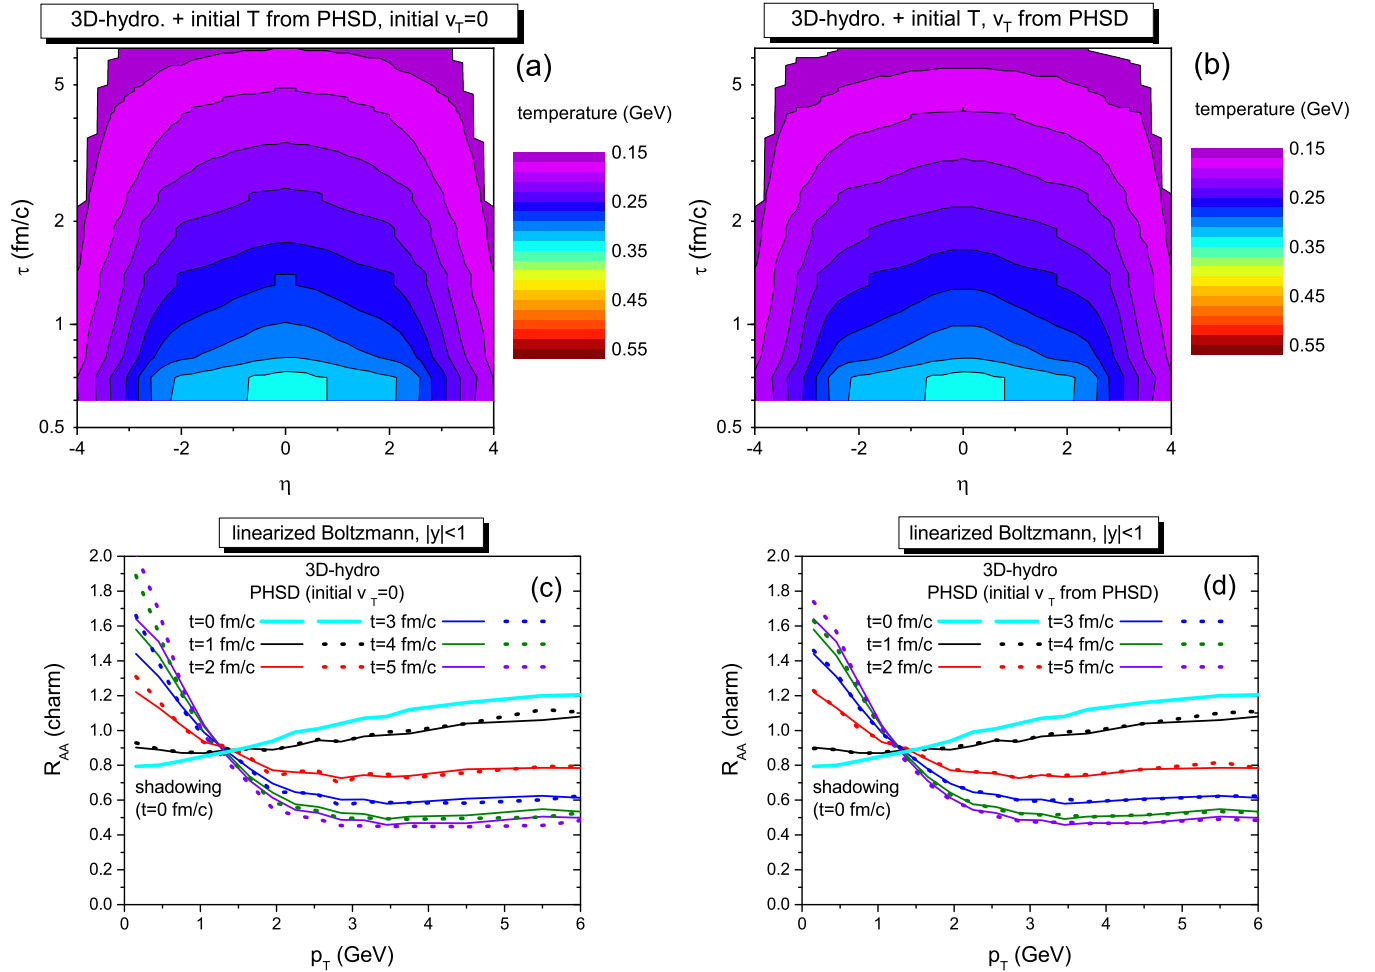 3D-hydro. + initial T from PHSD, initial vT=0
(a)
temperature (GeV)
0.15
0.25
0.35
0.45
0.55
5
2
1
0.5
τ (fm/c)
-4 -2 0 2 4
η
3D-hydro. + initial T, vT from PHSD
(b)
temperature (GeV)
0.15
0.25
0.35
0.45
0.55
5
2
1
0.5
τ (fm/c)
-4 -2 0 2 4
η
linearized Boltzmann, |y|<1
3D-hydro
PHSD (initial v T=0)
(c)
t=0 fm/c t=3 fm/c
t=1 fm/c t=4 fm/c
t=2 fm/c t=5 fm/c
shadowing
(t=0 fm/c)
2.0
1.8
1.6
1.4
1.2
1.0
0.8
0.6
0.4
0.2
0.0
RAA (charm)
0 1 2 3 4 5 6
pT (GeV)
linearized Boltzmann, |y|<1
3D-hydro
PHSD (initial v T from PHSD)
(d)
t=0 fm/c t=3 fm/c
t=1 fm/c t=4 fm/c
t=2 fm/c t=5 fm/c
shadowing
(t=0 fm/c)
2.0
1.8
1.6
1.4
1.2
1.0
0.8
0.6
0.4
0.2
0.0
RAA (charm)
0 1 2 3 4 5 6
pT (GeV)